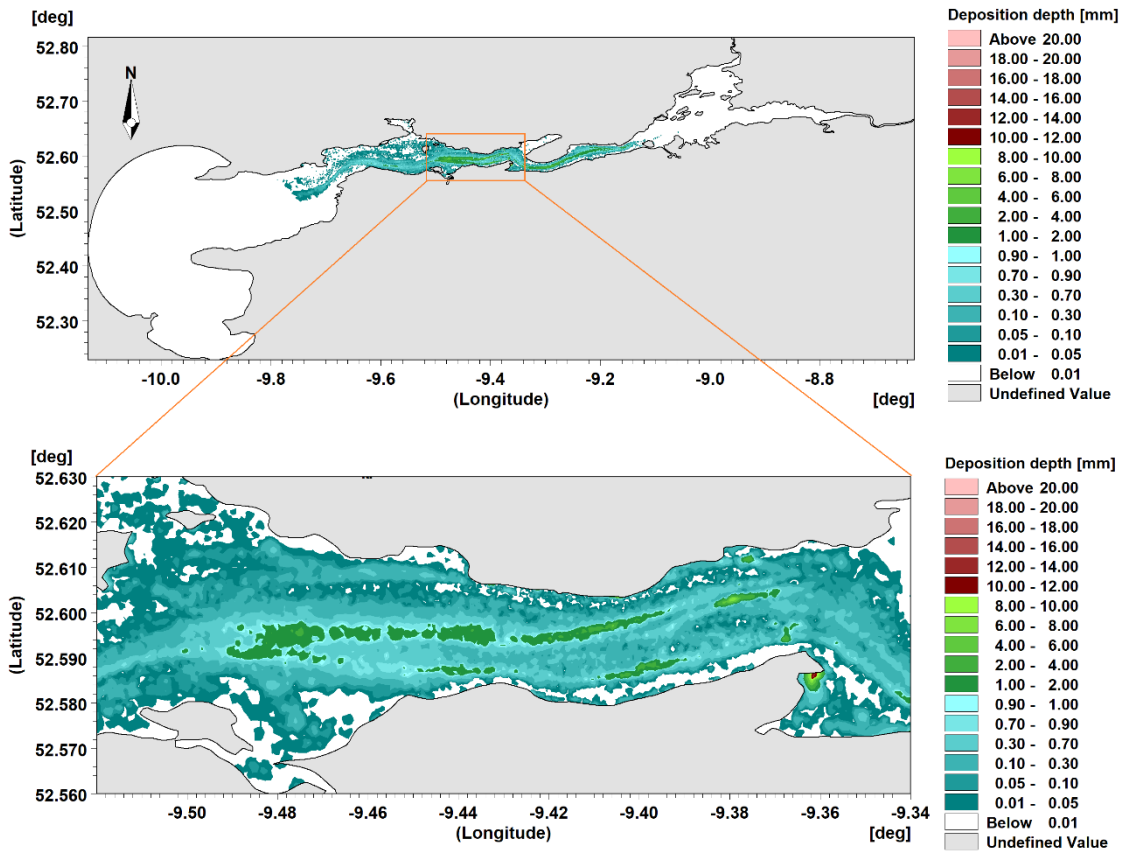 [deg]
52.80
52.70
52.60
52.50
52.40
52.30
(Latitude)
N
-10.0 -9.8 -9.6 -9.4 -9.2 -9.0 -8.8
(Longitude) [deg]
Deposition depth [mm]
Above 20.00
18.00 - 20.00
16.00 - 18.00
14.00 - 16.00
12.00 - 14.00
10.00 - 12.00
8.00 - 10.00
6.00 - 8.00
4.00 - 6.00
2.00 - 4.00
1.00 - 2.00
0.90 - 1.00
0.70 - 0.90
0.30 - 0.70
0.10 - 0.30
0.05 - 0.10
0.01 - 0.05
Below 0.01
Undefined Value
[deg]
52.630
52.620
52.610
52.600
52.590
52.580
52.570
52.560
(Latitude)
-9.50 -9.48 -9.46 -9.44 -9.42 -9.40 -9.38 -9.36 -9.34
(Longitude) [deg]
Deposition depth [mm]
Above 20.00
18.00 - 20.00
16.00 - 18.00
14.00 - 16.00
12.00 - 14.00
10.00 - 12.00
8.00 - 10.00
6.00 - 8.00
4.00 - 6.00
2.00 - 4.00
1.00 - 2.00
0.90 - 1.00
0.70 - 0.90
0.30 - 0.70
0.10 - 0.30
0.05 - 0.10
0.01 - 0.05
Below 0.01
Undefined Value